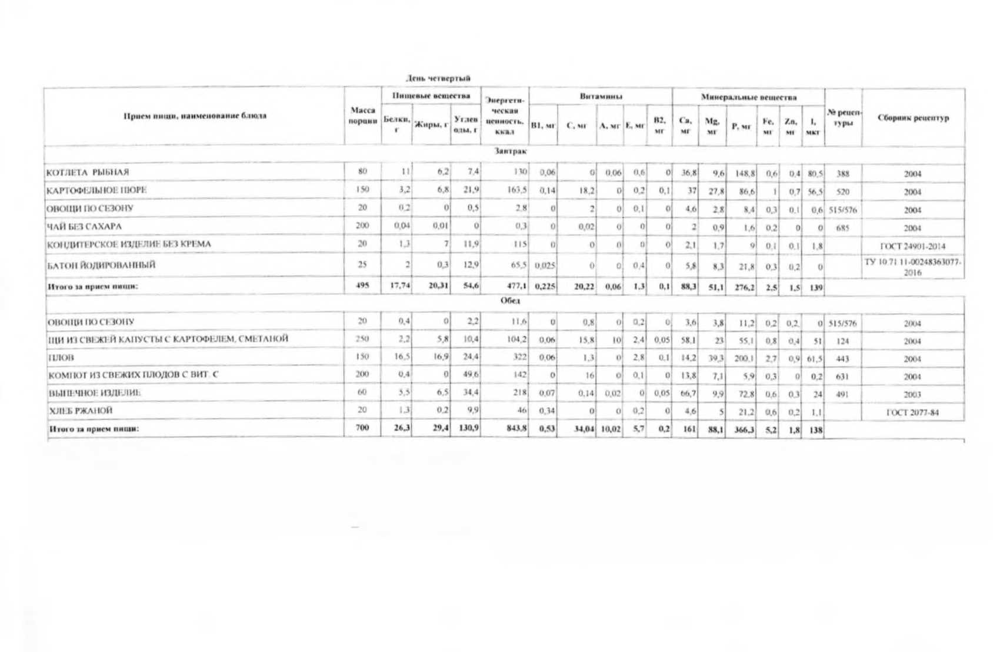 День четвертый
Прием пищи, наименование блюда Масса порции Пищевые вещества Энергети-ческая ценность, ккал Витамины Минеральные вещества № рецеп-туры Сборник рецептур
Белки, г Жиры, г Углеводы, г В1, мг С, мг А, мг Е, мг В2, мг Са, мг Mg, мг Р, мг Fe, мг Zn, мг I, мкг
Завтрак
КОТЛЕТА РЫБНАЯ 80 11 6,2 7,4 130 0,06 0 0,06 0,6 0 36,8 9,6 148,8 0,6 0,4 80,5 388 2004
КАРТОФЕЛЬНОЕ ПЮРЕ 150 3,2 6,8 21,9 163,5 0,14 18,2 0 0,2 0,1 37 27,8 86,6 1 0,7 56,5 520 2004
ОВОЩИ ПО СЕЗОНУ 20 0,2 0 0,5 2,8 0 2 0 0,1 0 4,6 2,8 8,4 0,3 0,1 0,6 515/576 2004
ЧАЙ БЕЗ САХАРА 200 0,04 0,01 0 0,3 0 0,02 0 0 0 2 0,9 1,6 0,2 0 0 685 2004
КОНДИТЕРСКОЕ ИЗДЕЛИЕ БЕЗ КРЕМА 20 1,3 7 11,9 115 0 0 0 0 0 2,1 1,7 9 0,1 0,1 1,8 ГОСТ 24901-2014
БАТОН ЙОДИРОВАННЫЙ 25 2 0,3 12,9 65,5 0,025 0 0 0,4 0 5,8 8,3 21,8 0,3 0,2 0 ТУ 10.71.11-00248363077-2016
Итого за прием пищи: 495 17,74 20,31 54,6 477,1 0,225 20,22 0,06 1,3 0,1 88,3 51,1 276,2 2,5 1,5 139
Обед
ОВОЩИ ПО СЕЗОНУ 20 0,4 0 2,2 11,6 0 0,8 0 0,2 0 3,6 3,8 11,2 0,2 0,2 0 515/576 2004
ЩИ ИЗ СВЕЖЕЙ КАПУСТЫ С КАРТОФЕЛЕМ, СМЕТАНОЙ 250 2,2 5,8 10,4 104,2 0,06 15,8 10 2,4 0,05 58,1 23 55,1 0,8 0,4 51 124 2004
ПЛОВ 150 16,5 16,9 24,4 322 0,06 1,3 0 2,8 0,1 14,2 39,3 200,1 2,7 0,9 61,5 443 2004
КОМПОТ ИЗ СВЕЖИХ ПЛОДОВ С ВИТ. С 200 0,4 0 49,6 142 0 16 0 0,1 0 13,8 7,1 5,9 0,3 0 0,2 631 2004
ВЫПЕЧНОЕ ИЗДЕЛИЕ 60 5,5 6,5 34,4 218 0,07 0,14 0,02 0 0,05 66,7 9,9 72,8 0,6 0,3 24 491 2003
ХЛЕБ РЖАНОЙ 20 1,3 0,2 9,9 46 0,34 0 0 0,2 0 4,6 5 21,2 0,6 0,2 1,1 ГОСТ 2077-84
Итого за прием пищи: 700 26,3 29,4 130,9 843,8 0,53 34,04 10,02 5,7 0,2 161 88,1 366,3 5,2 1,8 138